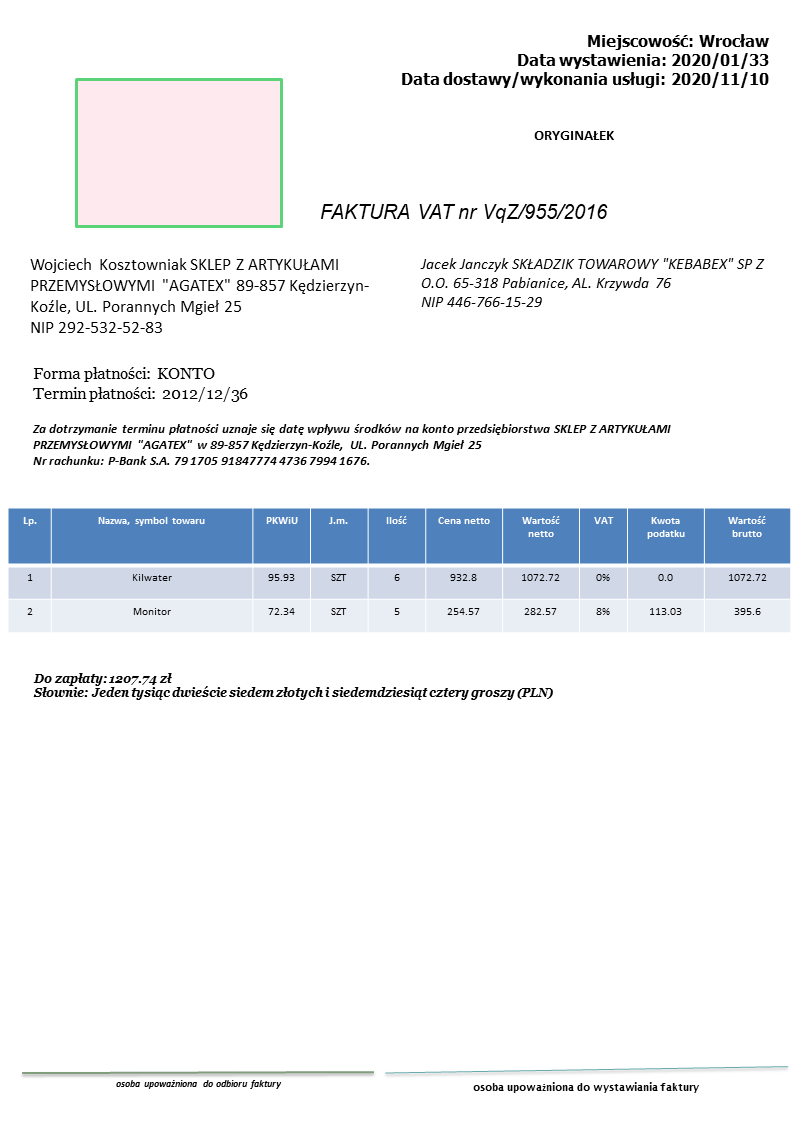 Miejscowość: Wrocław
Data wystawienia: 2020/01/33
Data dostawy/wykonania usługi: 2020/11/10
ORYGINAŁEK
FAKTURA VAT nr VqZ/955/2016
Wojciech Kosztowniak SKLEP Z ARTYKUŁAMI
PRZEMYSŁOWYMI "AGATEX" 89-857 Kędzierzyn-
Koźle, UL. Porannych Mgieł 25
NIP 292-532-52-83
Jacek Janczyk SKŁADZIK TOWAROWY "KEBABEX" SP Z
O.O. 65-318 Pabianice, AL. Krzywda 76
NIP 446-766-15-29
Forma płatności: KONTO
Termin płatności: 2012/12/36
Za dotrzymanie terminu płatności uznaje się datę wpływu środków na konto przedsiębiorstwa SKLEP Z ARTYKUŁAMI
PRZEMYSŁOWYMI "AGATEX" w 89-857 Kędzierzyn-Koźle, UL. Porannych Mgieł 25
Nr rachunku: P-Bank S.A. 79 1705 91847774 4736 7994 1676.
Lp. Nazwa, symbol towaru PKWiU J.m. Ilość Cena netto Wartość netto VAT Kwota podatku Wartość brutto
1 Kilwater 95.93 SZT 6 932.8 1072.72 0% 0.0 1072.72
2 Monitor 72.34 SZT 5 254.57 282.57 8% 113.03 395.6
Do zapłaty: 1207.74 zł
Słownie: Jeden tysiąc dwieście siedem złotych i siedemdziesiąt cztery groszy (PLN)
osoba upoważniona do odbioru faktury
osoba upoważniona do wystawiania faktury